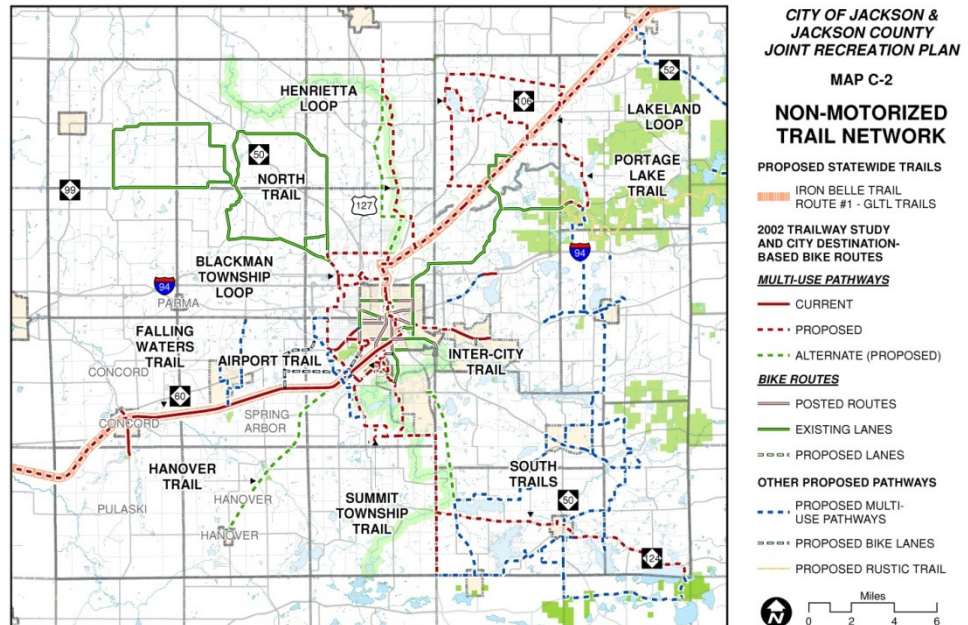 CITY OF JACKSON &
JACKSON COUNTY
JOINT RECREATION PLAN
MAP C-2
NON-MOTORIZED
TRAIL NETWORK
PROPOSED STATEWIDE TRAILS
IRON BELLE TRAIL
ROUTE #1 - GLTL TRAILS
2002 TRAILWAY STUDY
AND CITY DESTINATION-
BASED BIKE ROUTES
MULTI-USE PATHWAYS
CURRENT
PROPOSED
ALTERNATE (PROPOSED)
BIKE ROUTES
POSTED ROUTES
EXISTING LANES
PROPOSED LANES
OTHER PROPOSED PATHWAYS
PROPOSED MULTI-
USE PATHWAYS
PROPOSED BIKE LANES
PROPOSED RUSTIC TRAIL
Miles
0 2 4 6
N
52
HENRIETTA
LOOP
106
LAKELAND
LOOP
50
NORTH
TRAIL
PORTAGE
LAKE
TRAIL
99
127
94
BLACKMAN
TOWNSHIP
LOOP
94
PARMA
FALLING
WATERS
TRAIL
AIRPORT TRAIL
INTER-CITY
TRAIL
CONCORD
60
CONCORD
SPRING
ARBOR
HANOVER
TRAIL
HANOVER
PULASKI
HANOVER
SUMMIT
TOWNSHIP
TRAIL
SOUTH
TRAILS
50
124